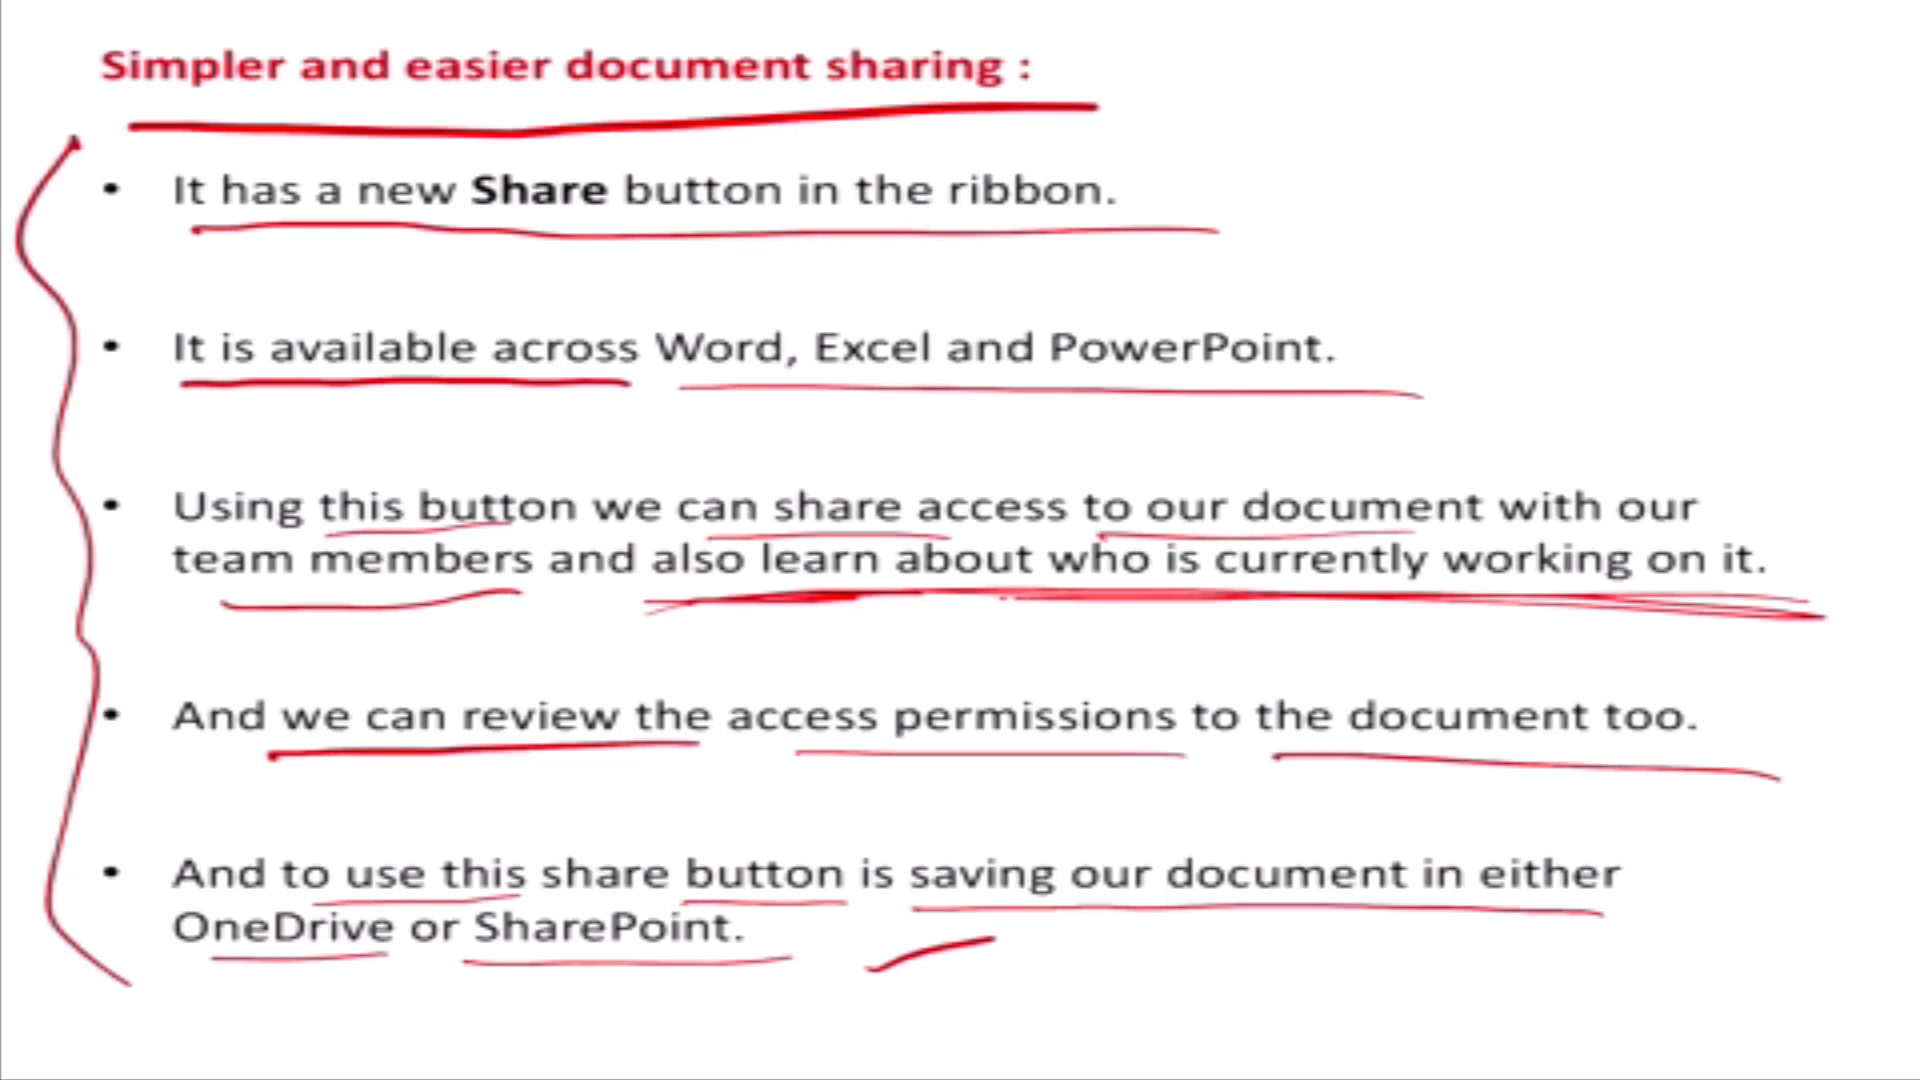 Simpler and easier document sharing :
• It has a new Share button in the ribbon.
• It is available across Word, Excel and PowerPoint.
• Using this button we can share access to our document with our
team members and also learn about who is currently working on it.
• And we can review the access permissions to the document too.
• And to use this share button is saving our document in either
OneDrive or SharePoint.